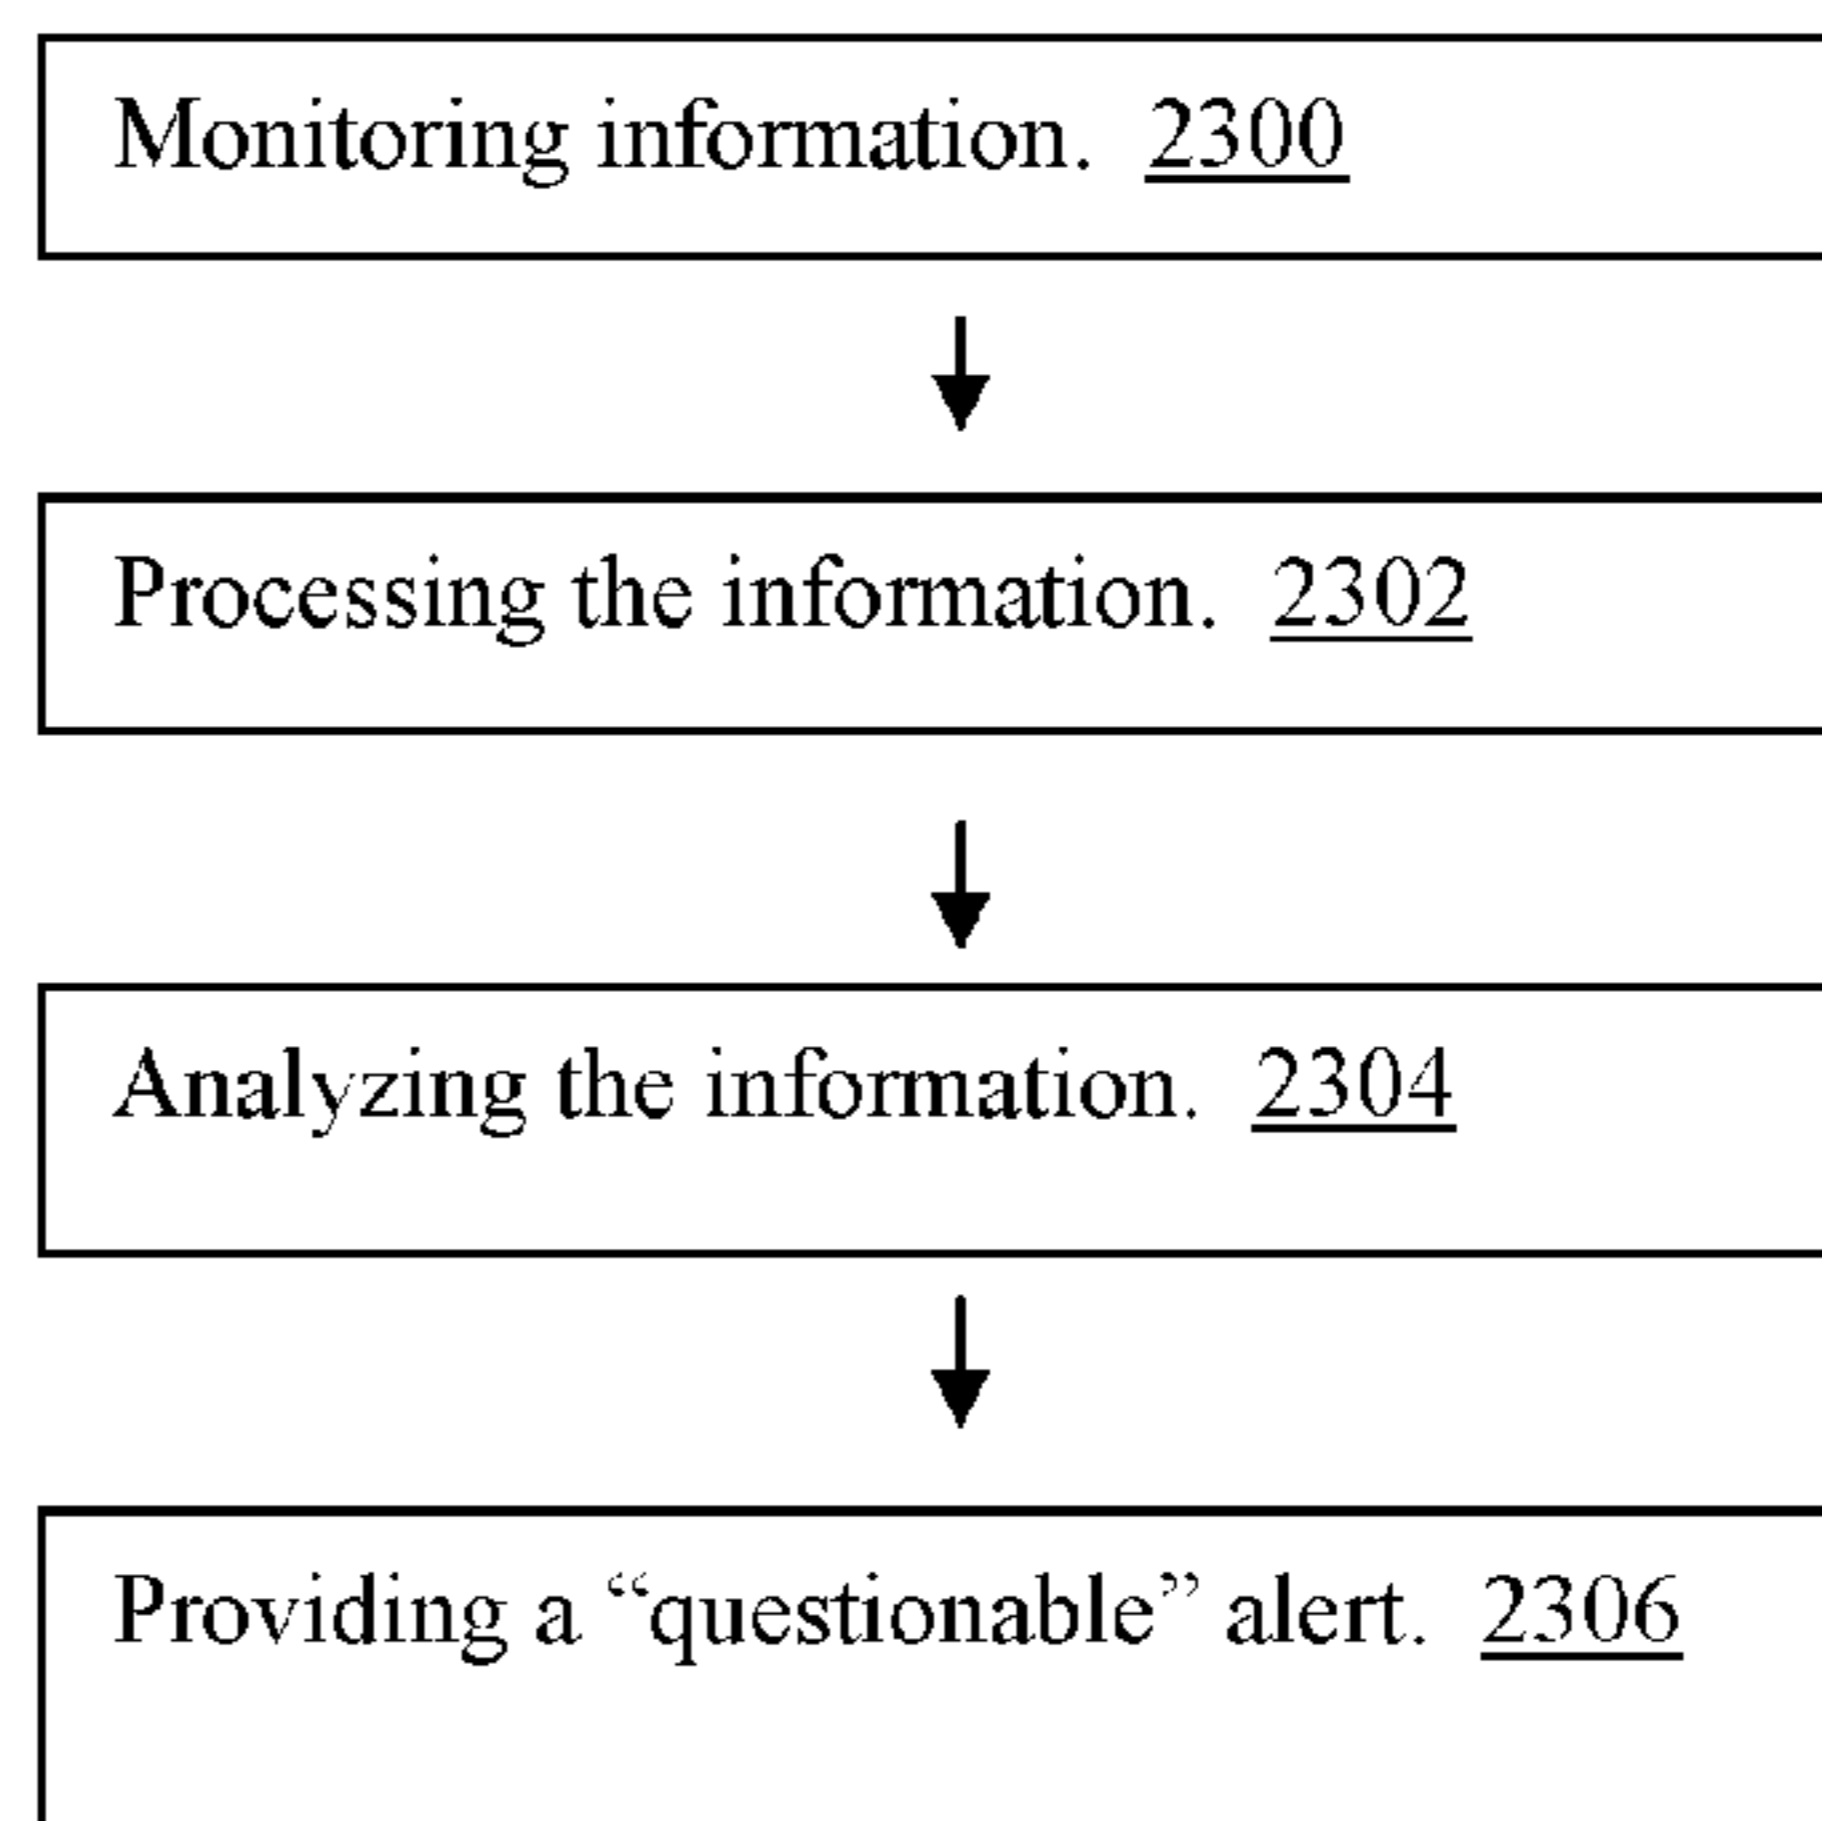 Monitoring information. 2300
Processing the information. 2302
Analyzing the information. 2304
Providing a “questionable” alert. 2306